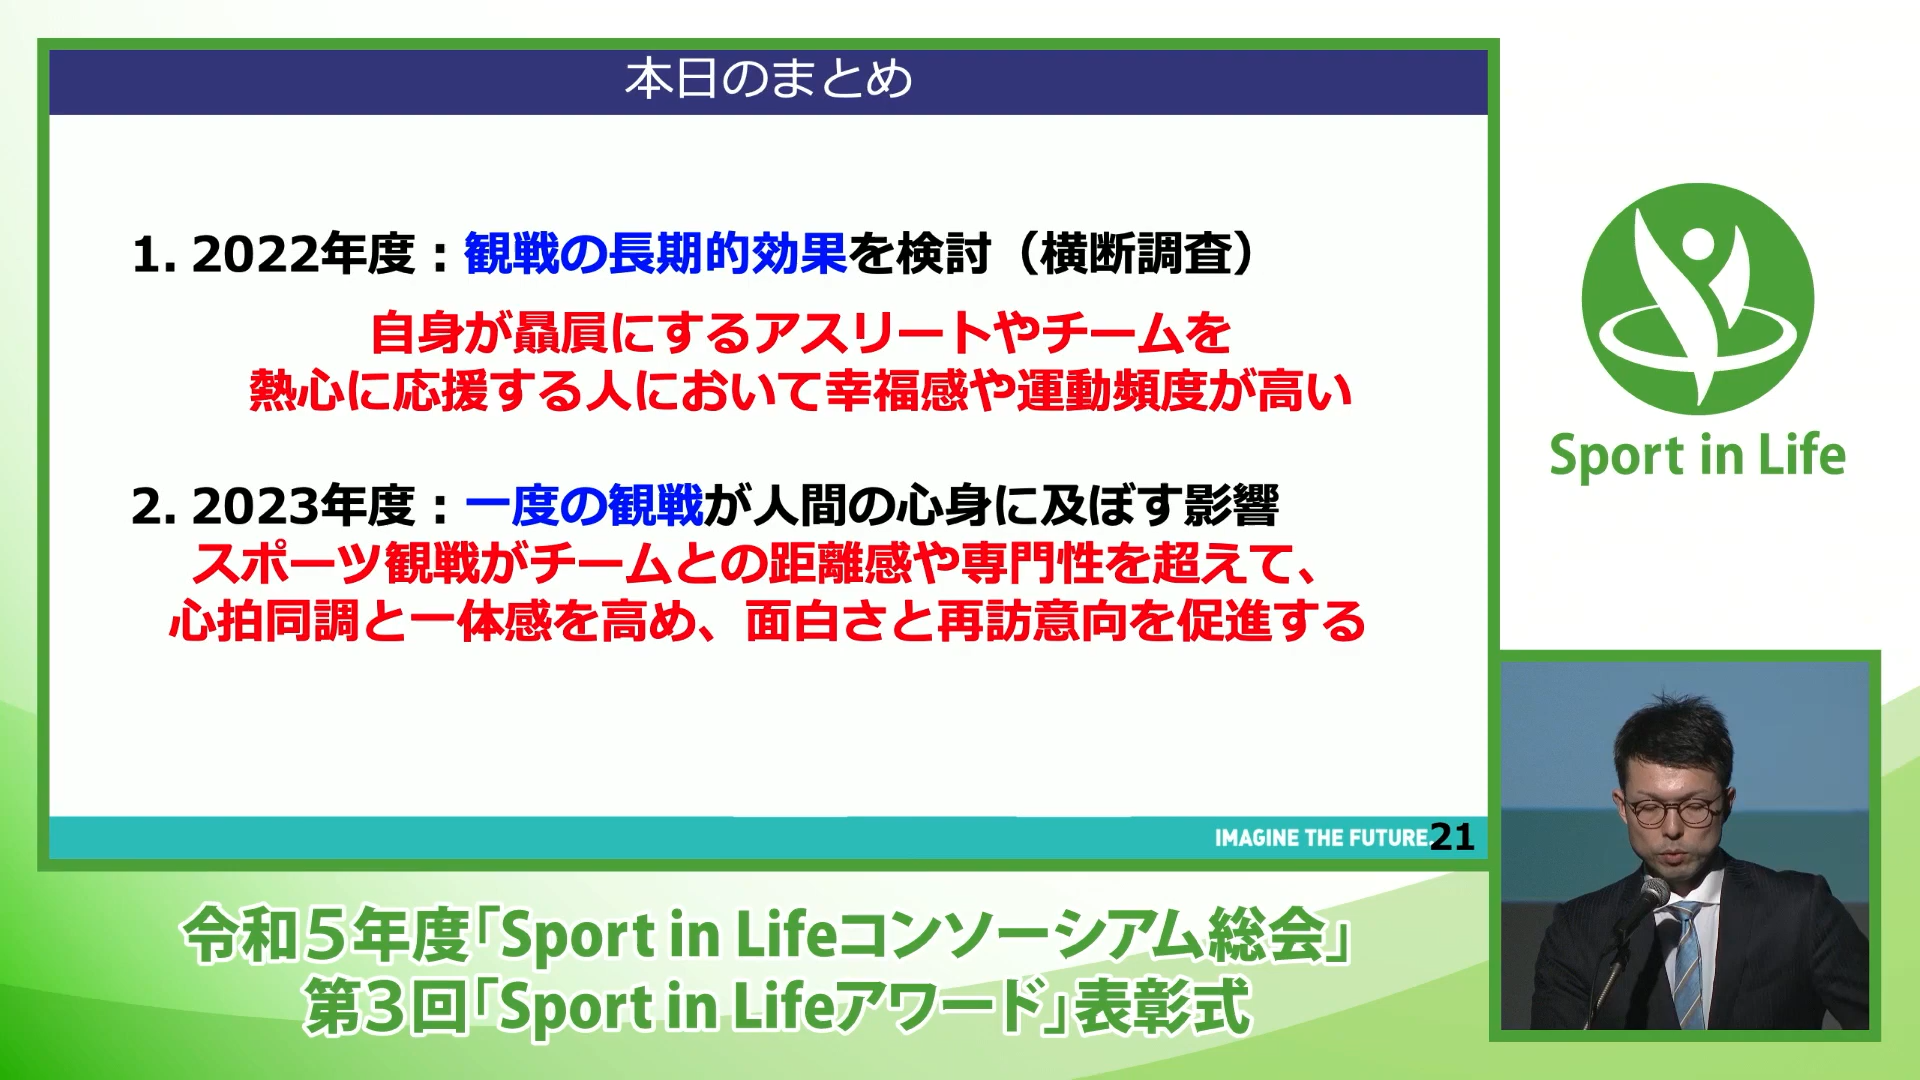 本日のまとめ
1. 2022年度：観戦の長期的効果を検討（横断調査）
自身が贔屓にするアスリートやチームを
熱心に応援する人において幸福感や運動頻度が高い
2. 2023年度：一度の観戦が人間の心身に及ぼす影響
スポーツ観戦がチームとの距離感や専門性を超えて、
心拍同調と一体感を高め、面白さと再訪意向を促進する
IMAGINE THE FUTURE.
21
Sport in Life
令和５年度「Sport in Lifeコンソーシアム総会」
第３回「Sport in Lifeアワード」表彰式